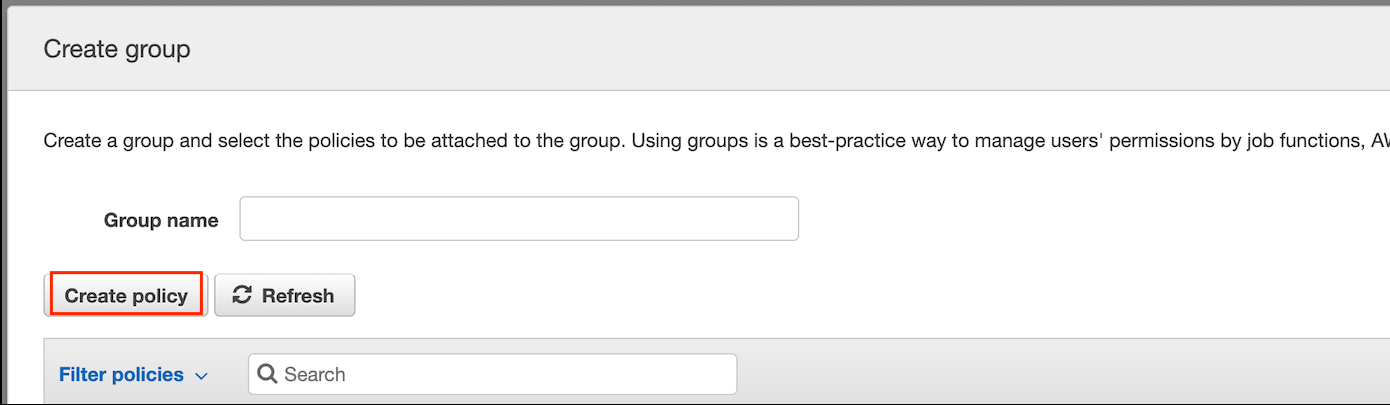 Create group
Create a group and select the policies to be attached to the group. Using groups is a best-practice way to manage users' permissions by job functions,
Group name
Create policy Refresh
Filter policies Search